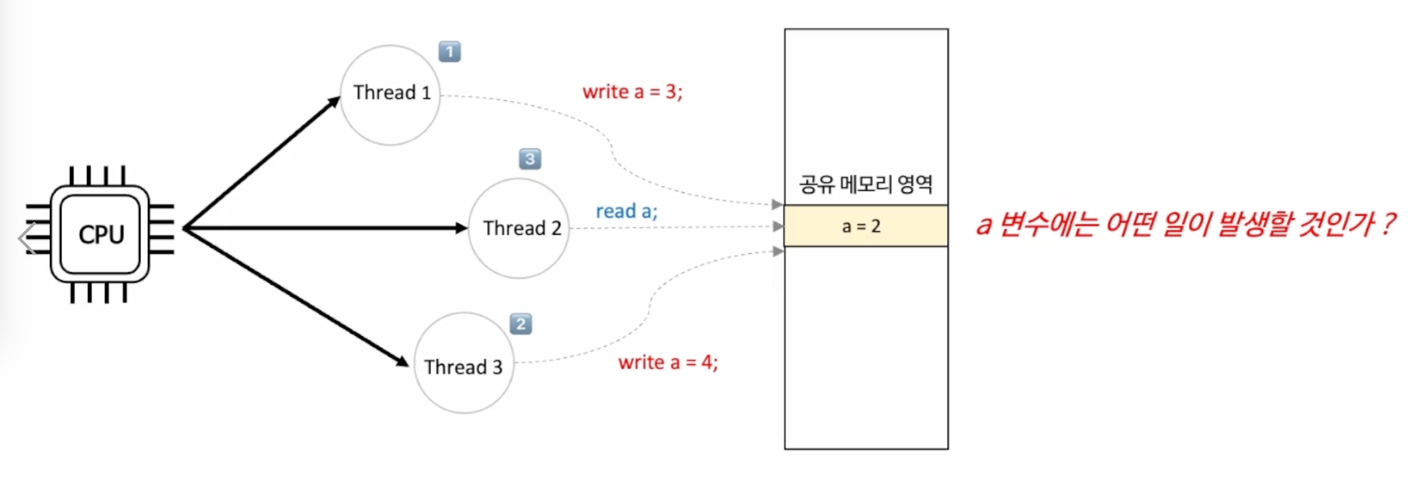 1
Thread 1
write a = 3;
3
Thread 2
read a;
2
Thread 3
write a = 4;
CPU
공유 메모리 영역
a = 2
a 변수에는 어떤 일이 발생할 것인가 ?